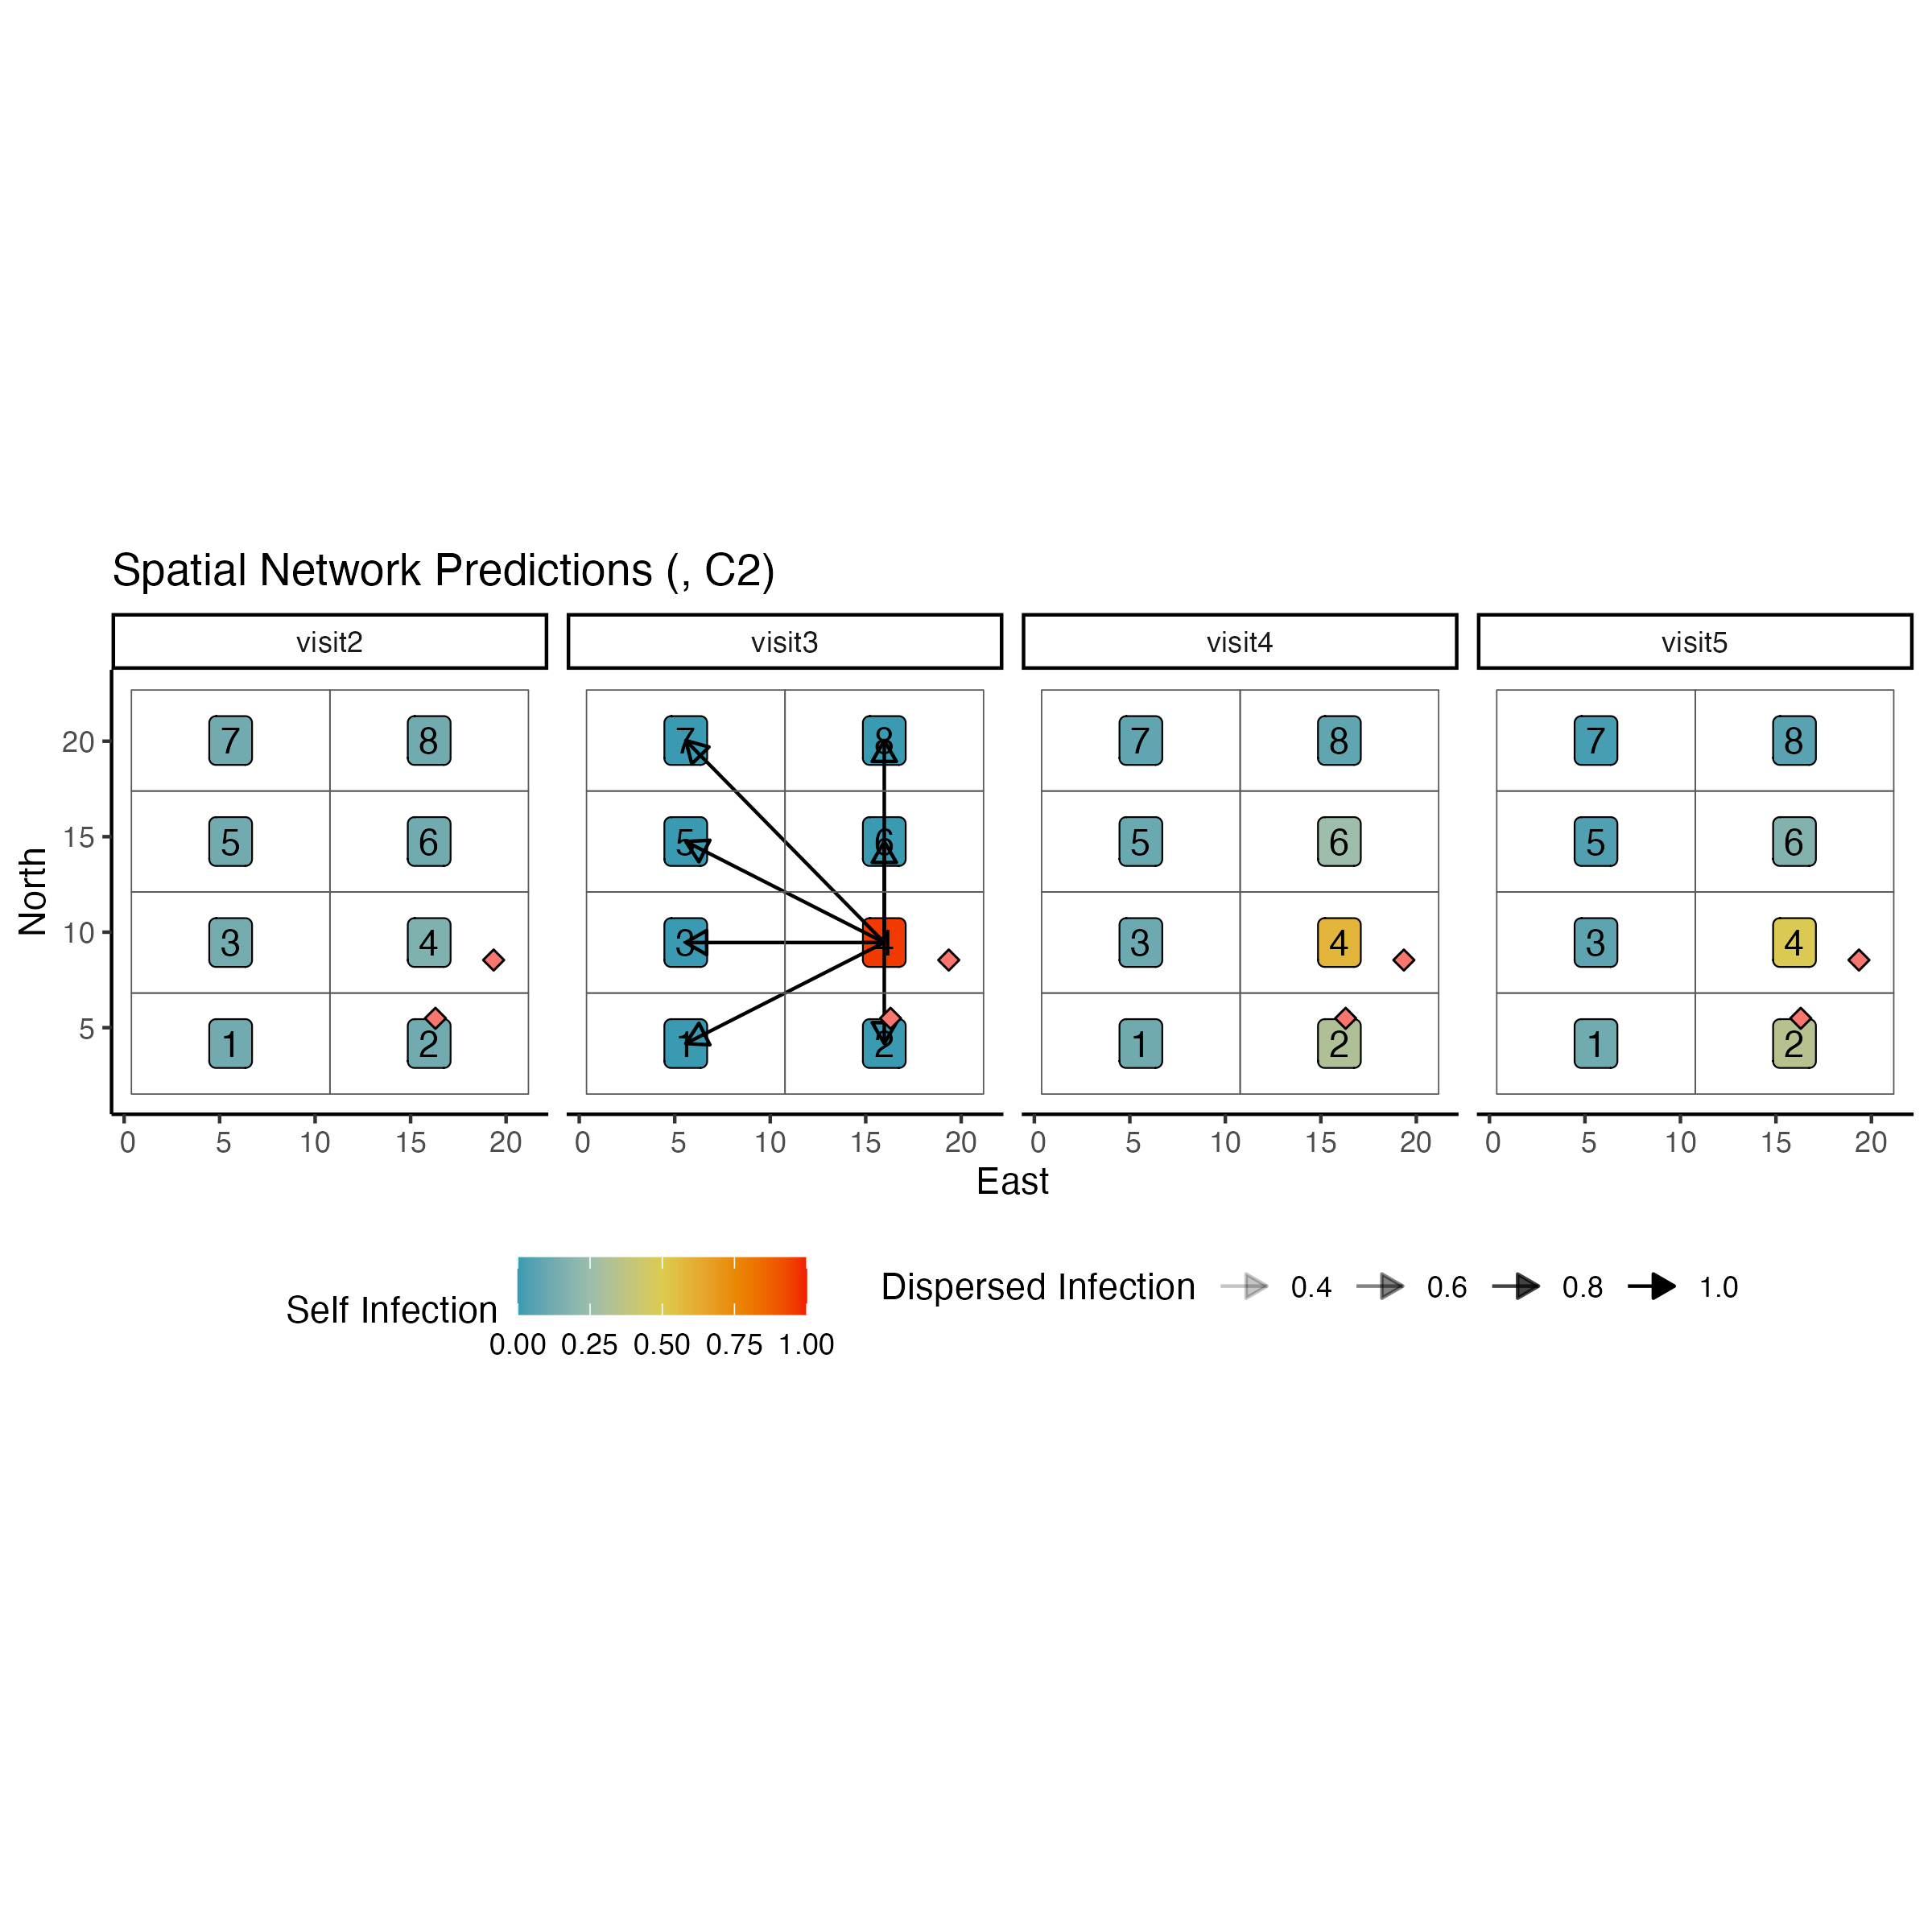 Spatial Network Predictions (, C2)
visit2 visit3 visit4 visit5
20 7 8 7 8 7 8 7 8
15 5 6 5 6 5 6 5 6
10 3 4 3 4 3 4 3 4
5 1 2 1 2 1 2 1 2
North
0 5 10 15 20 0 5 10 15 20 0 5 10 15 20 0 5 10 15 20
East
Self Infection
0.00 0.25 0.50 0.75 1.00
Dispersed Infection 0.4 0.6 0.8 1.0